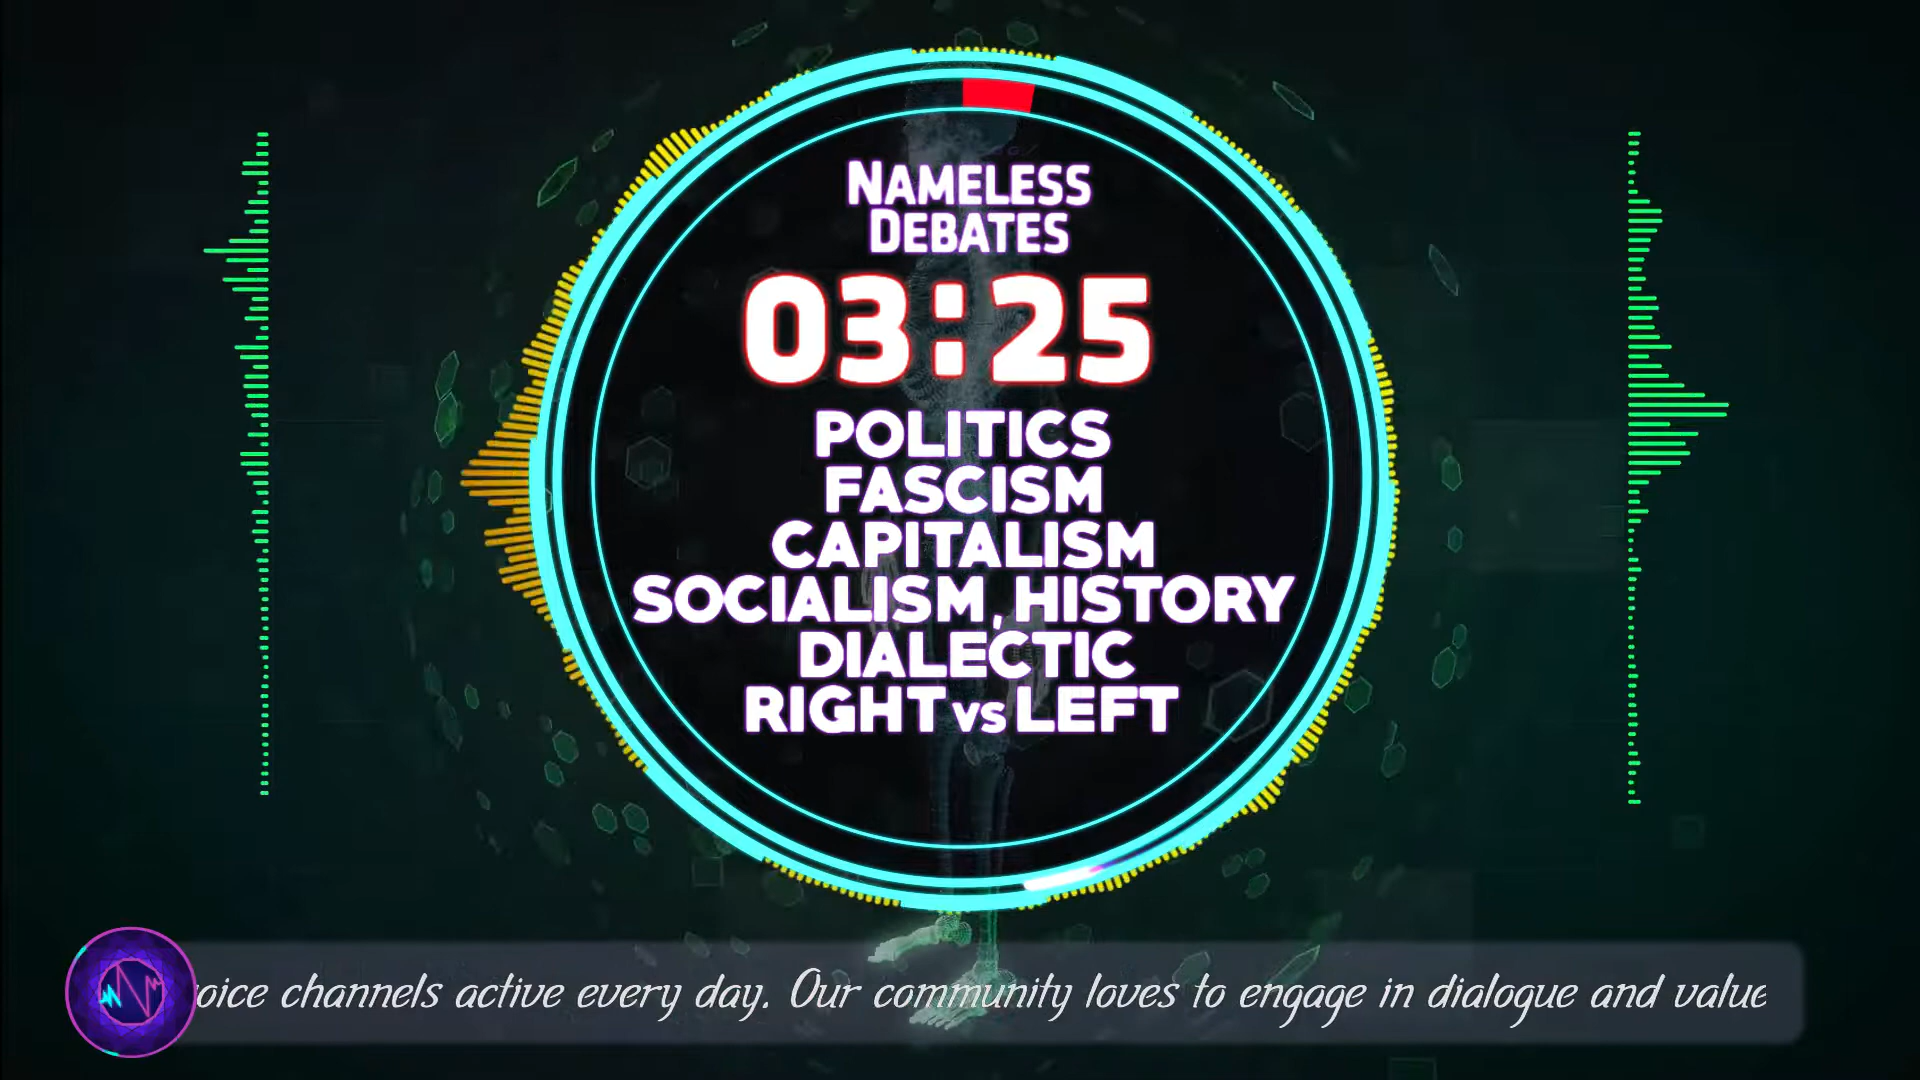 NAMELESS
DEBATES
03:25
POLITICS
FASCISM
CAPITALISM
SOCIALISM, HISTORY
DIALECTIC
RIGHT vs LEFT
oice channels active every day. Our community loves to engage in dialogue and value